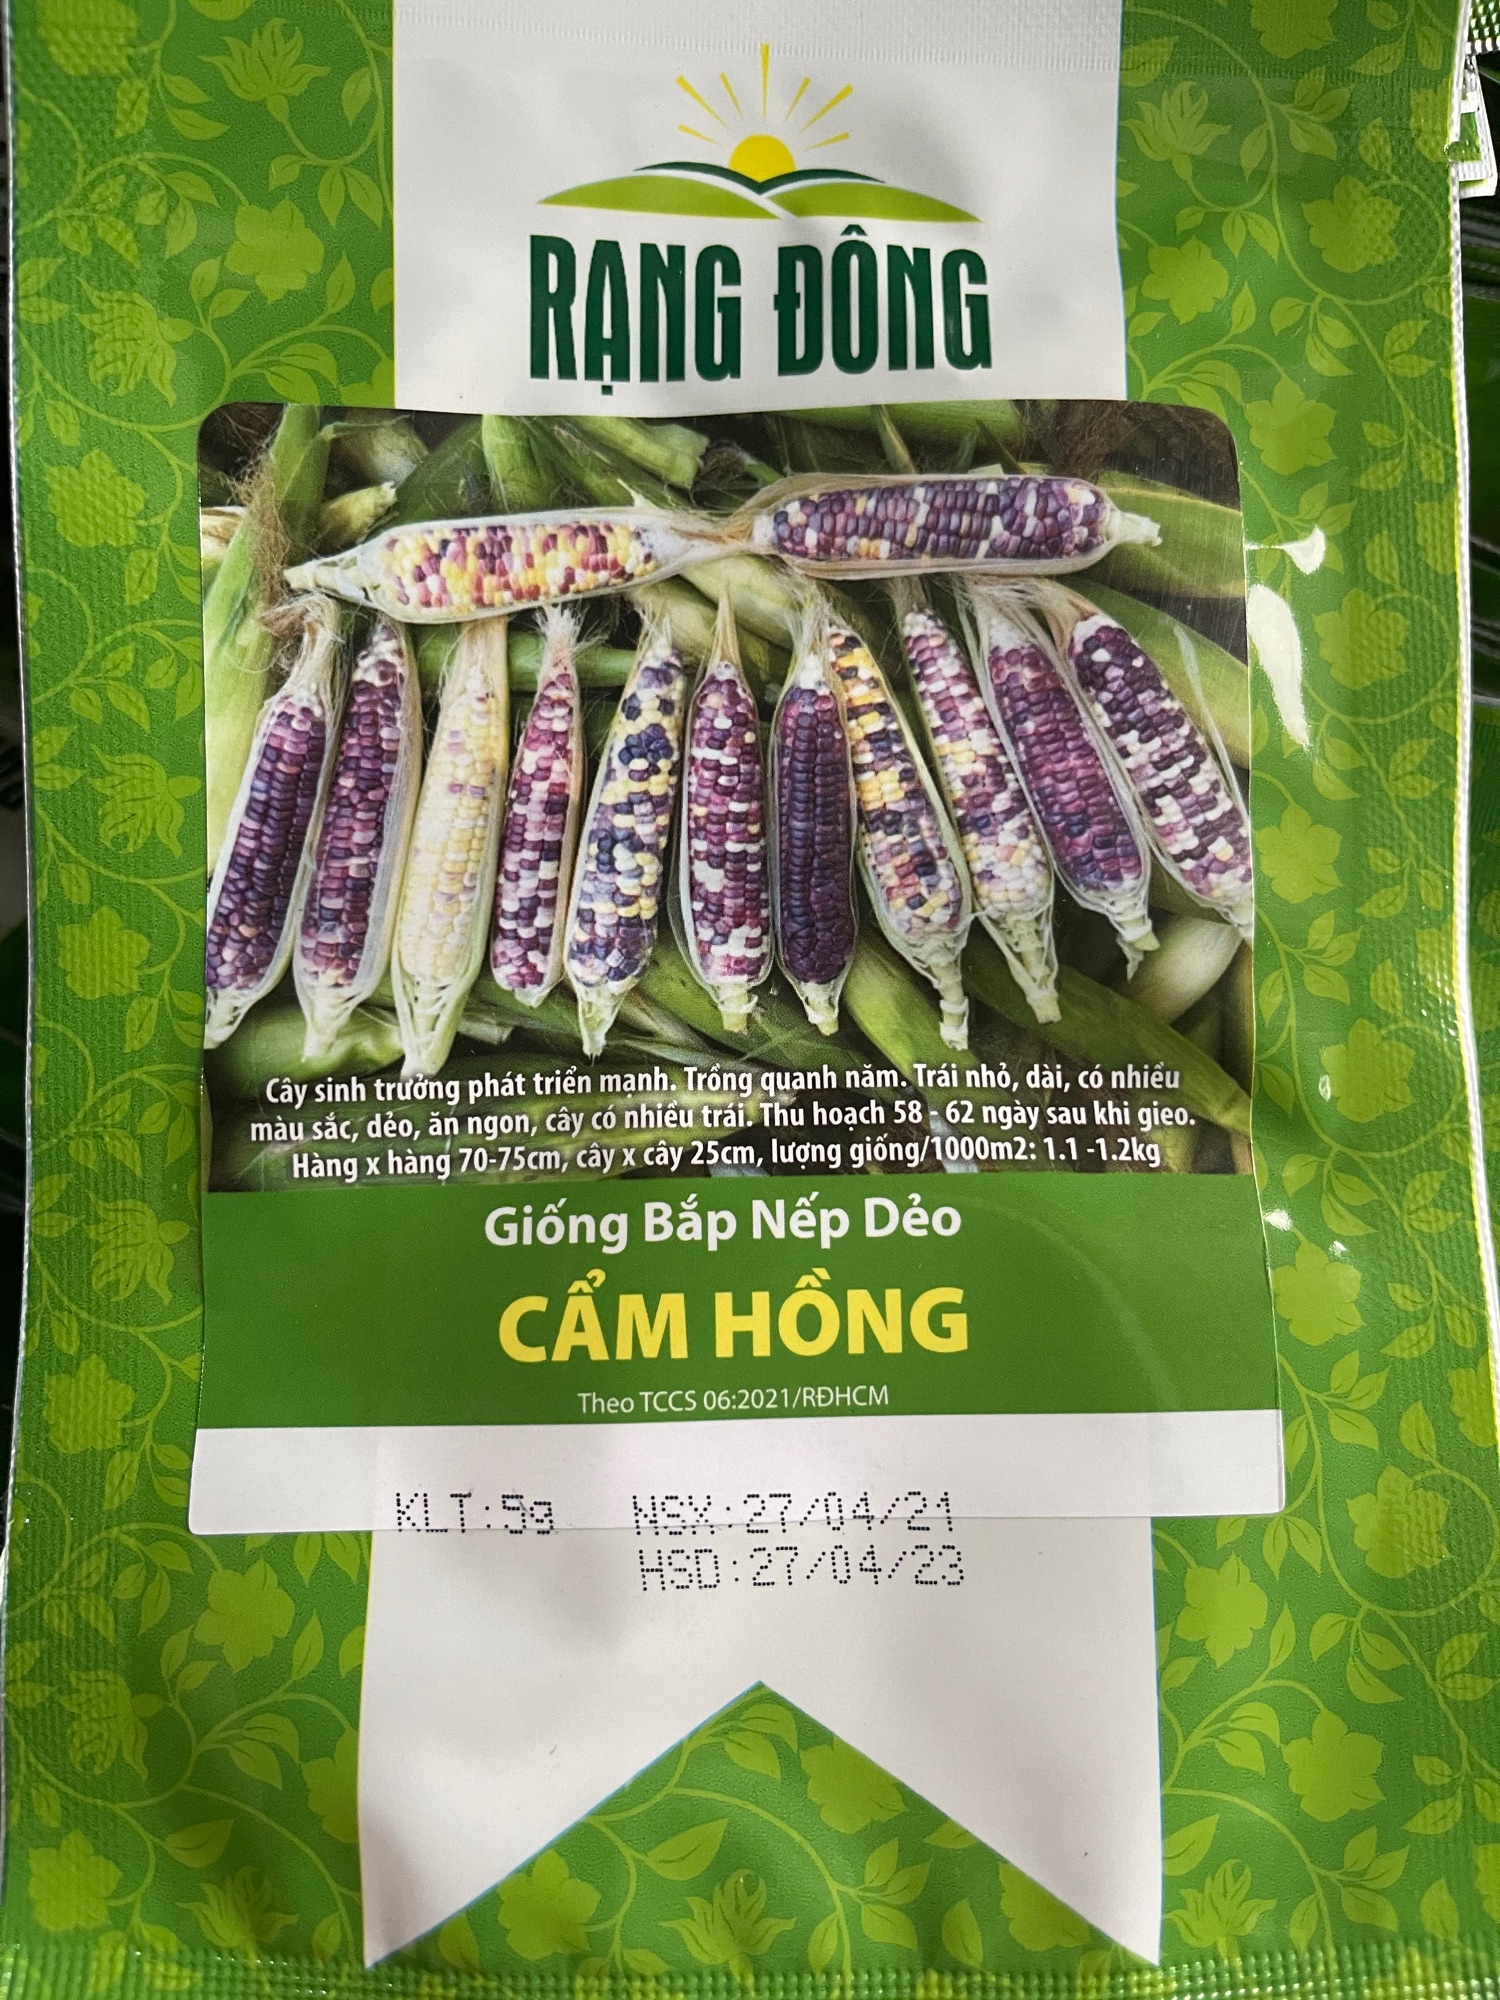 RẠNG ĐÔNG
Cây sinh trưởng phát triển mạnh. Trồng quanh năm. Trái nhỏ, dài, có nhiều
màu sắc, dẻo, ăn ngon, cây có nhiều trái. Thu hoạch 58 - 62 ngày sau khi gieo.
Hàng x hàng 70-75cm, cây x cây 25cm, lượng giống/1000m2: 1.1 -1.2kg
Giống Bắp Nếp Dẻo
CẨM HỒNG
Theo TCCS 06:2021/RĐHCM
KLT:5g NSX:27/04/21
HSD:27/04/23